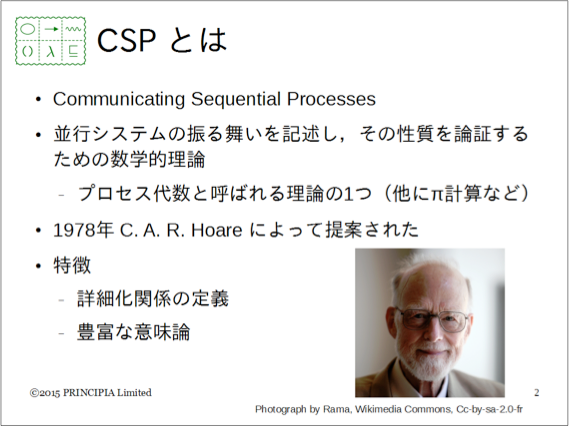 CSP とは
• Communicating Sequential Processes
• 並行システムの振る舞いを記述し，その性質を論証する
ための数学的理論
– プロセス代数と呼ばれる理論の1つ（他にπ計算など）
• 1978年 C. A. R. Hoare によって提案された
• 特徴
– 詳細化関係の定義
– 豊富な意味論
©2015 PRINCIPIA Limited
2
Photograph by Rama, Wikimedia Commons, Cc-by-sa-2.0-fr